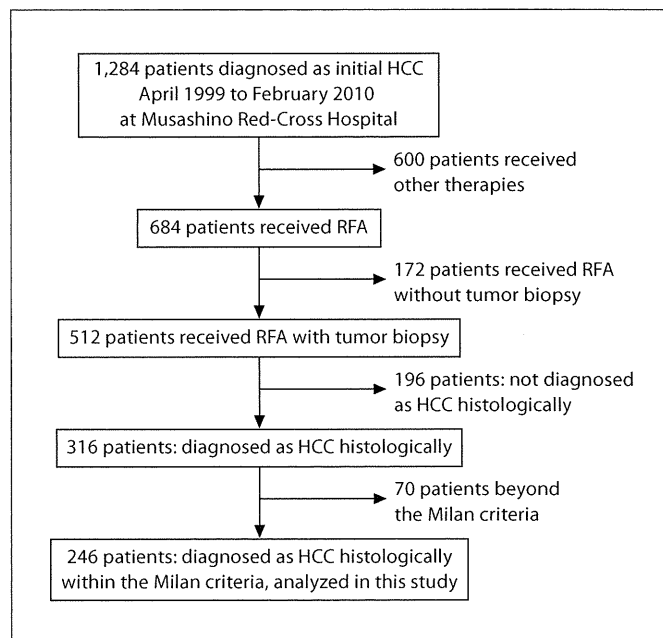 1,284 patients diagnosed as initial HCC
April 1999 to February 2010
at Musashino Red-Cross Hospital
600 patients received
other therapies
684 patients received RFA
172 patients received RFA
without tumor biopsy
512 patients received RFA with tumor biopsy
196 patients: not diagnosed
as HCC histologically
316 patients: diagnosed as HCC histologically
70 patients beyond
the Milan criteria
246 patients: diagnosed as HCC histologically
within the Milan criteria, analyzed in this study